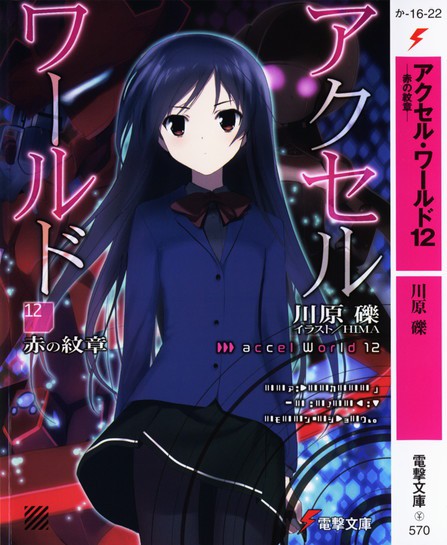 アクセル
ワールド
12
赤の紋章
川原 礫
イラスト／HIMA
accel World 12
電撃文庫
か-16-22
アクセル・ワールド12
―赤の紋章―
川原 礫
電撃文庫
¥
570